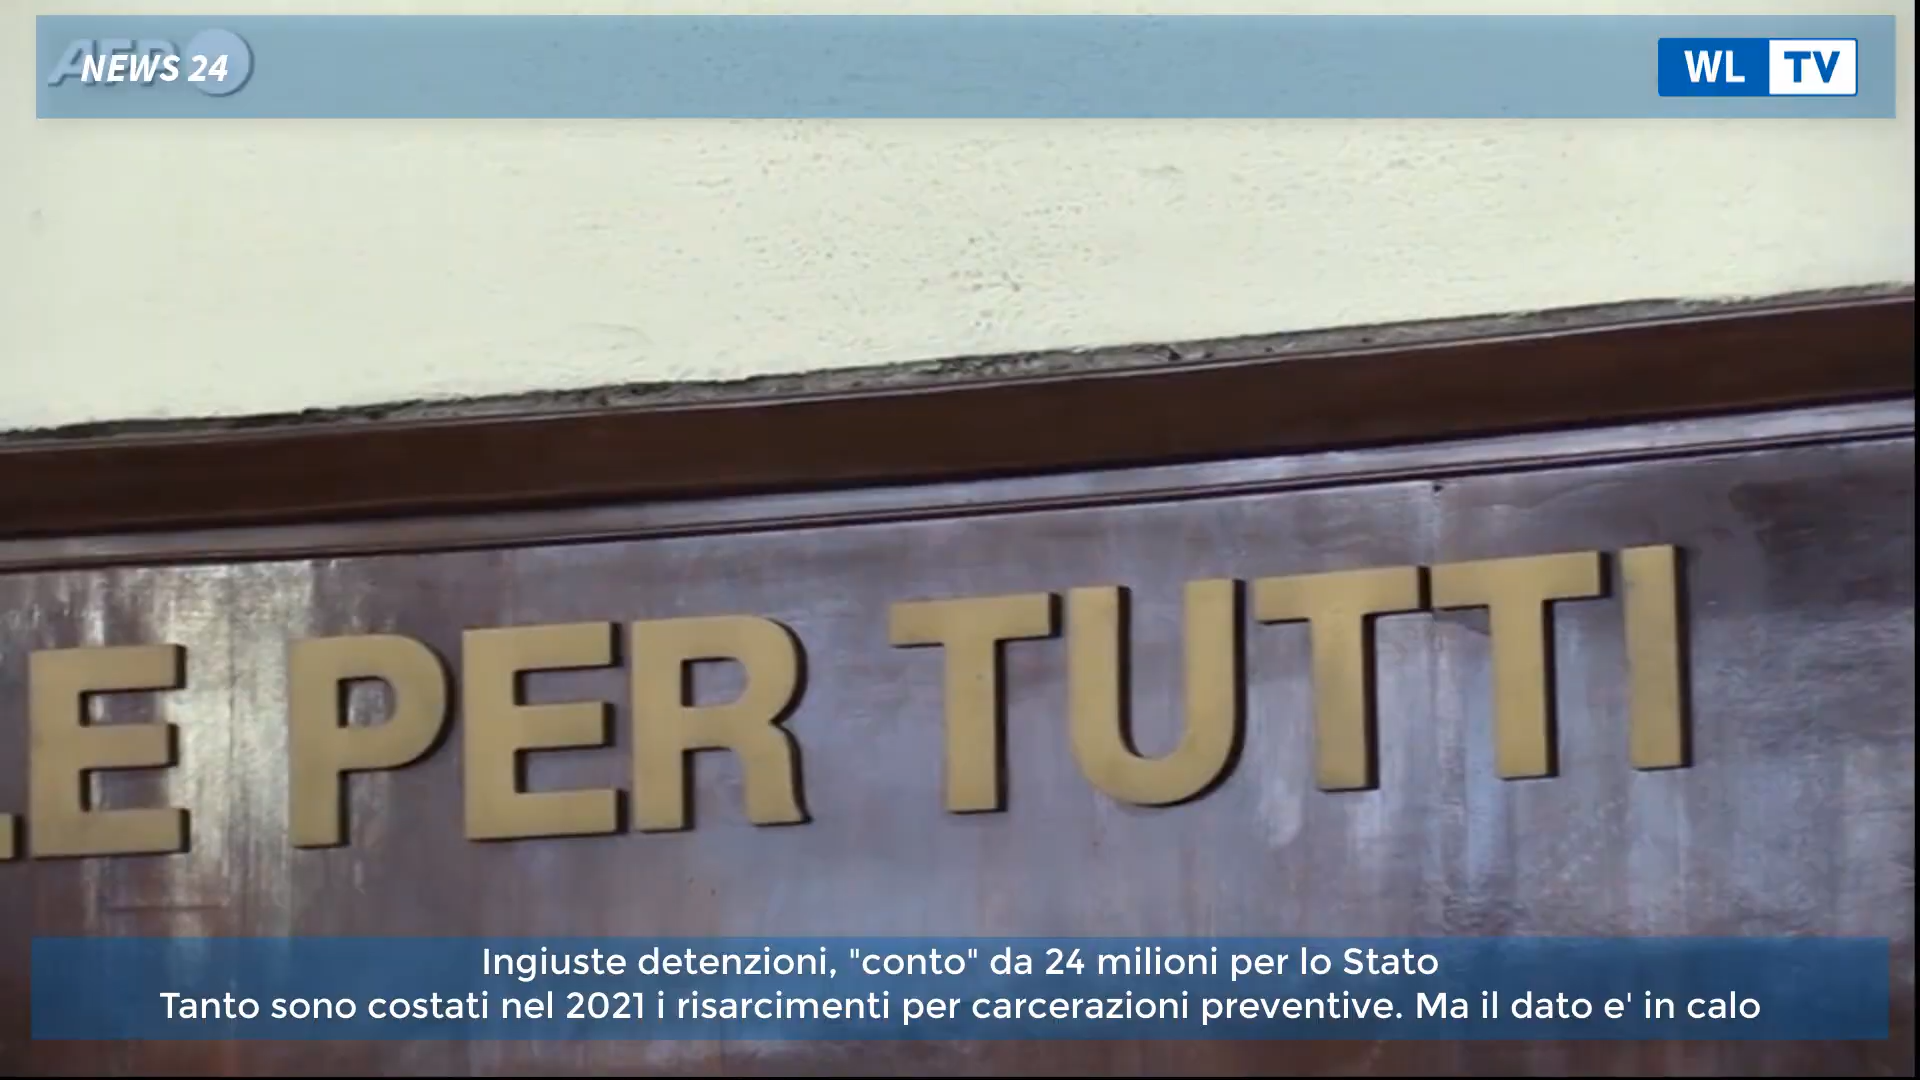 NEWS 24
WL TV
LE PER TUTTI
Ingiuste detenzioni, "conto" da 24 milioni per lo Stato
Tanto sono costati nel 2021 i risarcimenti per carcerazioni preventive. Ma il dato e' in calo